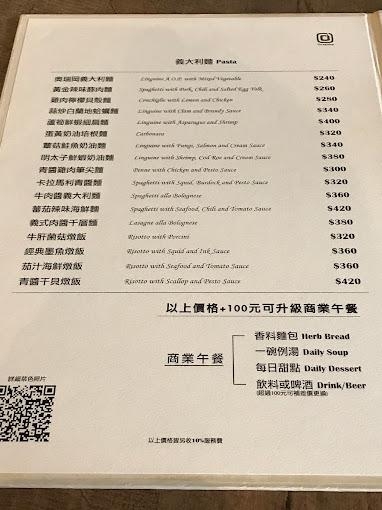 義大利麵 Pasta
奧瑞岡義大利麵 Linguine A.O.P. with Mixed Vegetable $240
黃金辣味豚肉麵 Spaghetti with Pork, Chili and Salted Egg Yolk $260
雞肉檸檬貝殼麵 Conchiglie with Lemon and Chicken $280
蒜炒白蘭地蛤蠣麵 Linguine with Clam and Brandy Sauce $340
蘆筍鮮蝦細扁麵 Linguine with Asparagus and Shrimp $400
蛋黃奶油培根麵 Carbonara $320
蕈菇鮭魚奶油麵 Linguine with Fungi, Salmon and Cream Sauce $340
明太子鮮蝦奶油麵 Linguine with Shrimp, Cod Roe and Cream Sauce $380
青醬雞肉筆尖麵 Penne with Chicken and Pesto Sauce $300
卡拉馬利青醬麵 Spaghetti with Squid, Burdock and Pesto Sauce $320
牛肉醬義大利麵 Spaghetti alla Bolognese $360
蕃茄辣味海鮮麵 Spaghetti with Seafood, Chili and Tomato Sauce $420
義式肉醬千層麵 Lasagne alla Bolognese $380
牛肝菌菇燉飯 Risotto with Porcini $320
經典墨魚燉飯 Risotto with Squid and Ink Sauce $360
茄汁海鮮燉飯 Risotto with Seafood and Tomato Sauce $360
青醬干貝燉飯 Risotto with Scallop and Pesto Sauce $420
以上價格+100元可升級商業午餐
商業午餐
香料麵包 Herb Bread
一碗例湯 Daily Soup
每日甜點 Daily Dessert
飲料或啤酒 Drink/Beer
(超過100元可補差價更換)
詳細菜色照片
以上價格皆另收10%服務費